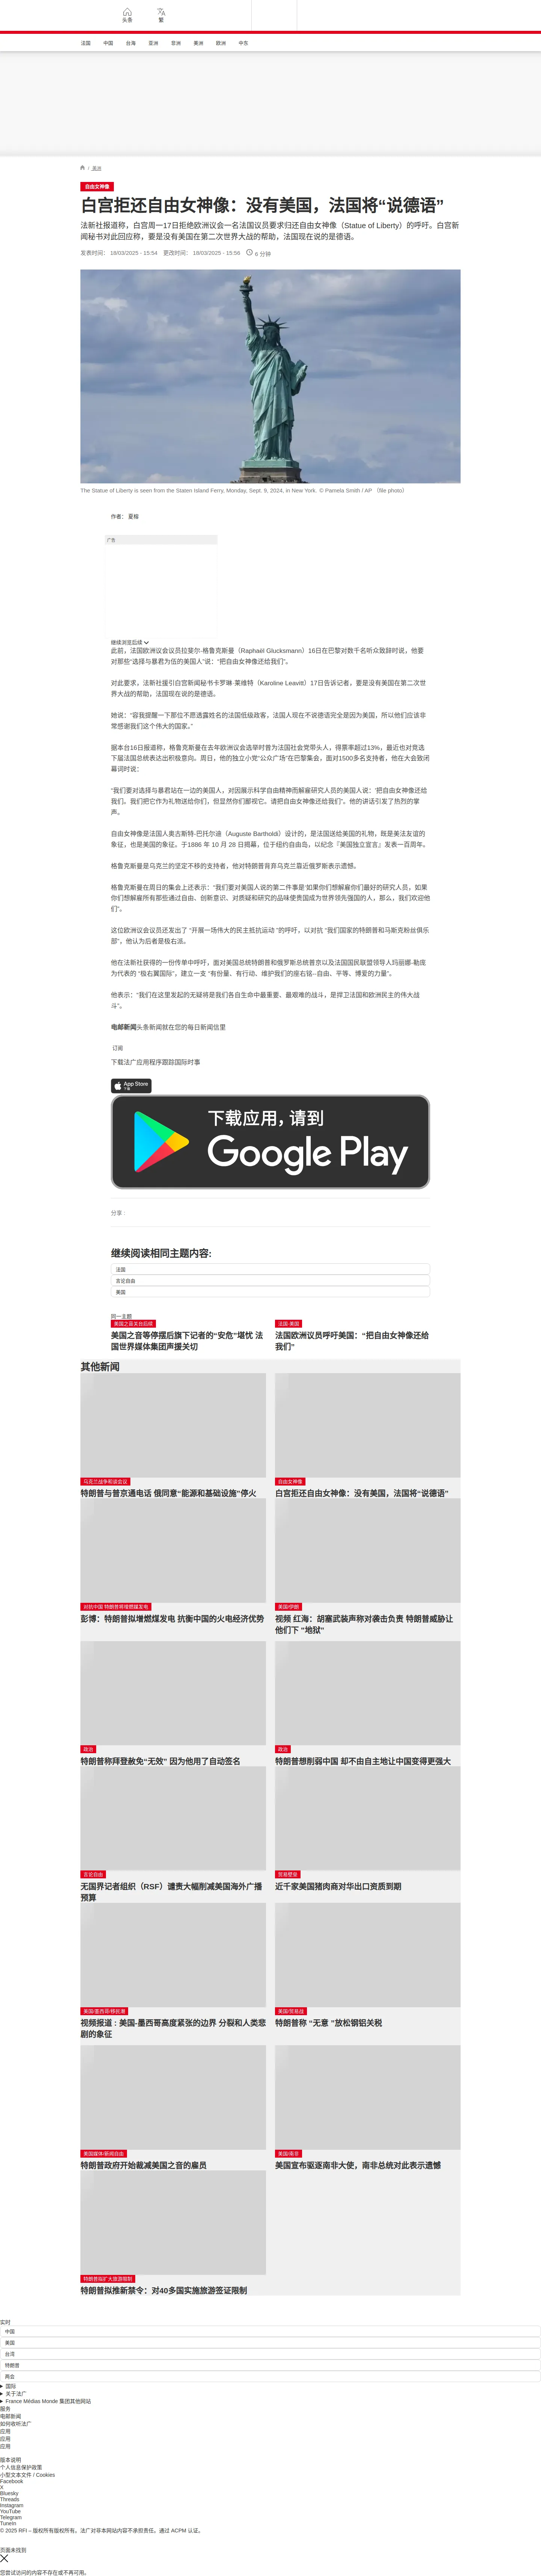 头条
繁
法国
中国
台海
亚洲
非洲
美洲
欧洲
中东
/ 美洲
自由女神像
白宫拒还自由女神像：没有美国，法国将“说德语”
法新社报道称，白宫周一17日拒绝欧洲议会一名法国议员要求归还自由女神像（Statue of Liberty）的呼吁。白宫新
闻秘书对此回应称，要是没有美国在第二次世界大战的帮助，法国现在说的是德语。
发表时间： 18/03/2025 - 15:54 更改时间： 18/03/2025 - 15:56 6 分钟
The Statue of Liberty is seen from the Staten Island Ferry, Monday, Sept. 9, 2024, in New York. © Pamela Smith / AP （file photo）
作者： 夏榕
广告
继续浏览后续
此前，法国欧洲议会议员拉斐尔-格鲁克斯曼（Raphaël Glucksmann）16日在巴黎对数千名听众致辞时说，他要
对那些“选择与暴君为伍的美国人”说：“把自由女神像还给我们”。
对此要求，法新社援引白宫新闻秘书卡罗琳·莱维特（Karoline Leavitt）17日告诉记者，要是没有美国在第二次世
界大战的帮助，法国现在说的是德语。
她说：“容我提醒一下那位不愿透露姓名的法国低级政客，法国人现在不说德语完全是因为美国，所以他们应该非
常感谢我们这个伟大的国家。”
据本台16日报道称，格鲁克斯曼在去年欧洲议会选举时曾为法国社会党带头人，得票率超过13%，最近也对竞选
下届法国总统表达出积极意向。周日，他的独立小党“公众广场”在巴黎集会，面对1500多名支持者，他在大会致闭
幕词时说：
“我们要对选择与暴君站在一边的美国人，对因展示科学自由精神而解雇研究人员的美国人说：‘把自由女神像还给
我们。我们把它作为礼物送给你们，但显然你们鄙视它。请把自由女神像还给我们”。他的讲话引发了热烈的掌
声。
自由女神像是法国人奥古斯特·巴托尔迪（Auguste Bartholdi）设计的，是法国送给美国的礼物，既是美法友谊的
象征，也是美国的象征。于1886 年 10 月 28 日揭幕，位于纽约自由岛，以纪念『美国独立宣言』发表一百周年。
格鲁克斯曼是乌克兰的坚定不移的支持者，他对特朗普背弃乌克兰靠近俄罗斯表示遗憾。
格鲁克斯曼在周日的集会上还表示：“我们要对美国人说的第二件事是‘如果你们想解雇你们最好的研究人员，如果
你们想解雇所有那些通过自由、创新意识、对质疑和研究的品味使贵国成为世界领先强国的人，那么，我们欢迎他
们”。
这位欧洲议会议员还发出了 “开展一场伟大的民主抵抗运动 ”的呼吁，以对抗 “我们国家的特朗普和马斯克粉丝俱乐
部”，他认为后者是极右派。
他在法新社获得的一份传单中呼吁，面对美国总统特朗普和俄罗斯总统普京以及法国国民联盟领导人玛丽娜·勒庞
为代表的 “极右翼国际”，建立一支 “有份量、有行动、维护我们的座右铭--自由、平等、博爱的力量”。
他表示：“我们在这里发起的无疑将是我们各自生命中最重要、最艰难的战斗，是捍卫法国和欧洲民主的伟大战
斗”。
电邮新闻头条新闻就在您的每日新闻信里
订阅
下载法广应用程序跟踪国际时事
App Store
下载
下载应用，请到
Google Play
分享 :
继续阅读相同主题内容:
法国
言论自由
美国
同一主题
美国之音关台后续
美国之音等停摆后旗下记者的“安危”堪忧 法
国世界媒体集团声援关切
法国·美国
法国欧洲议员呼吁美国：“把自由女神像还给
我们”
其他新闻
乌克兰战争和谈会议
特朗普与普京通电话 俄同意“能源和基础设施”停火
自由女神像
白宫拒还自由女神像：没有美国，法国将“说德语”
对抗中国 特朗普将增燃煤发电
彭博：特朗普拟增燃煤发电 抗衡中国的火电经济优势
美国/伊朗
视频 红海：胡塞武装声称对袭击负责 特朗普威胁让
他们下 “地狱”
政治
特朗普称拜登赦免“无效” 因为他用了自动签名
政治
特朗普想削弱中国 却不由自主地让中国变得更强大
言论自由
无国界记者组织（RSF）谴责大幅削减美国海外广播
预算
贸易壁垒
近千家美国猪肉商对华出口资质到期
美国/墨西哥/移民潮
视频报道 : 美国-墨西哥高度紧张的边界 分裂和人类悲
剧的象征
美国/贸易战
特朗普称 “无意 ”放松钢铝关税
美国媒体/新闻自由
特朗普政府开始裁减美国之音的雇员
美国/南非
美国宣布驱逐南非大使，南非总统对此表示遗憾
特朗普拟扩大旅游限制
特朗普拟推新禁令：对40多国实施旅游签证限制
实时
中国
美国
台湾
特朗普
两会
国际
关于法广
France Médias Monde 集团其他网站
服务
电邮新闻
如何收听法广
应用
应用
应用
版本说明
个人信息保护政策
小型文本文件 / Cookies
Facebook
X
Bluesky
Threads
Instagram
YouTube
Telegram
TuneIn
© 2025 RFI – 版权所有版权所有。法广对非本网站内容不承担责任。通过 ACPM 认证。
页面未找到
您尝试访问的内容不存在或不再可用。